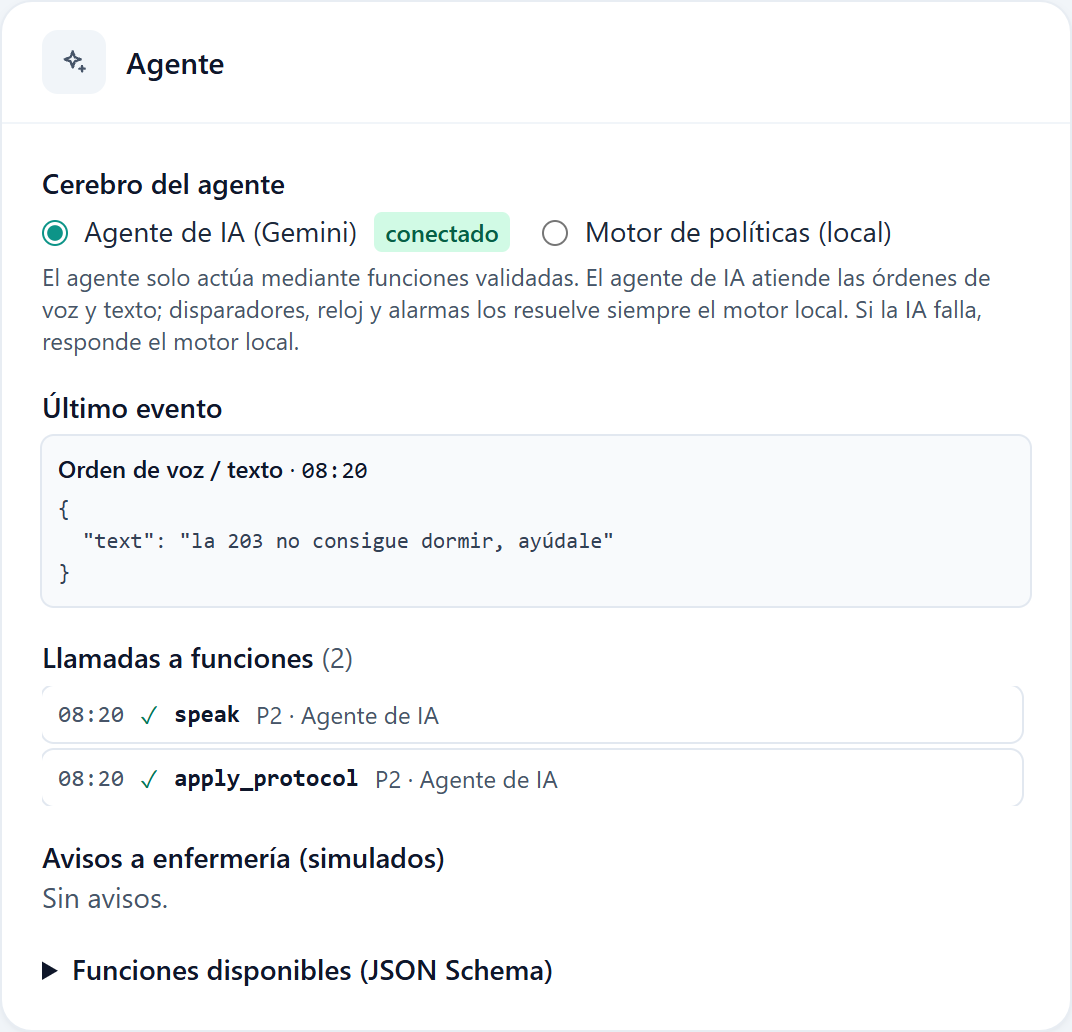 Agente
Cerebro del agente
Agente de IA (Gemini) conectado Motor de políticas (local)
El agente solo actúa mediante funciones validadas. El agente de IA atiende las órdenes de
voz y texto; disparadores, reloj y alarmas los resuelve siempre el motor local. Si la IA falla,
responde el motor local.
Último evento
Orden de voz / texto · 08:20
{
"text": "la 203 no consigue dormir, ayúdale"
}
Llamadas a funciones (2)
08:20 ✓ speak P2 · Agente de IA
08:20 ✓ apply_protocol P2 · Agente de IA
Avisos a enfermería (simulados)
Sin avisos.
▶ Funciones disponibles (JSON Schema)